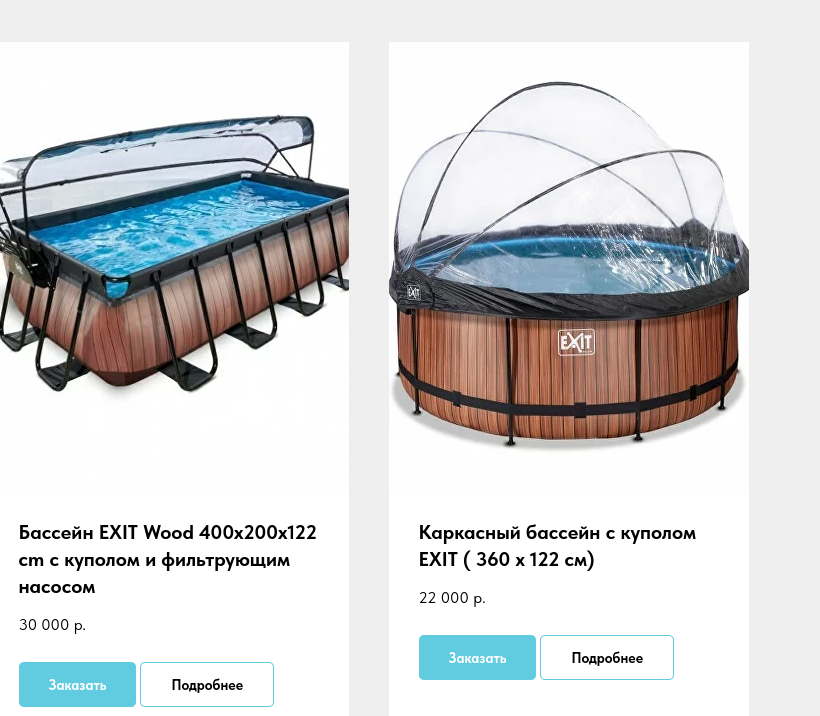 EXIT
EXIT
Бассейн EXIT Wood 400x200x122
cm с куполом и фильтрующим
насосом
30 000 р.
Заказать
Подробнее
Каркасный бассейн с куполом
EXIT ( 360 x 122 см)
22 000 р.
Заказать
Подробнее